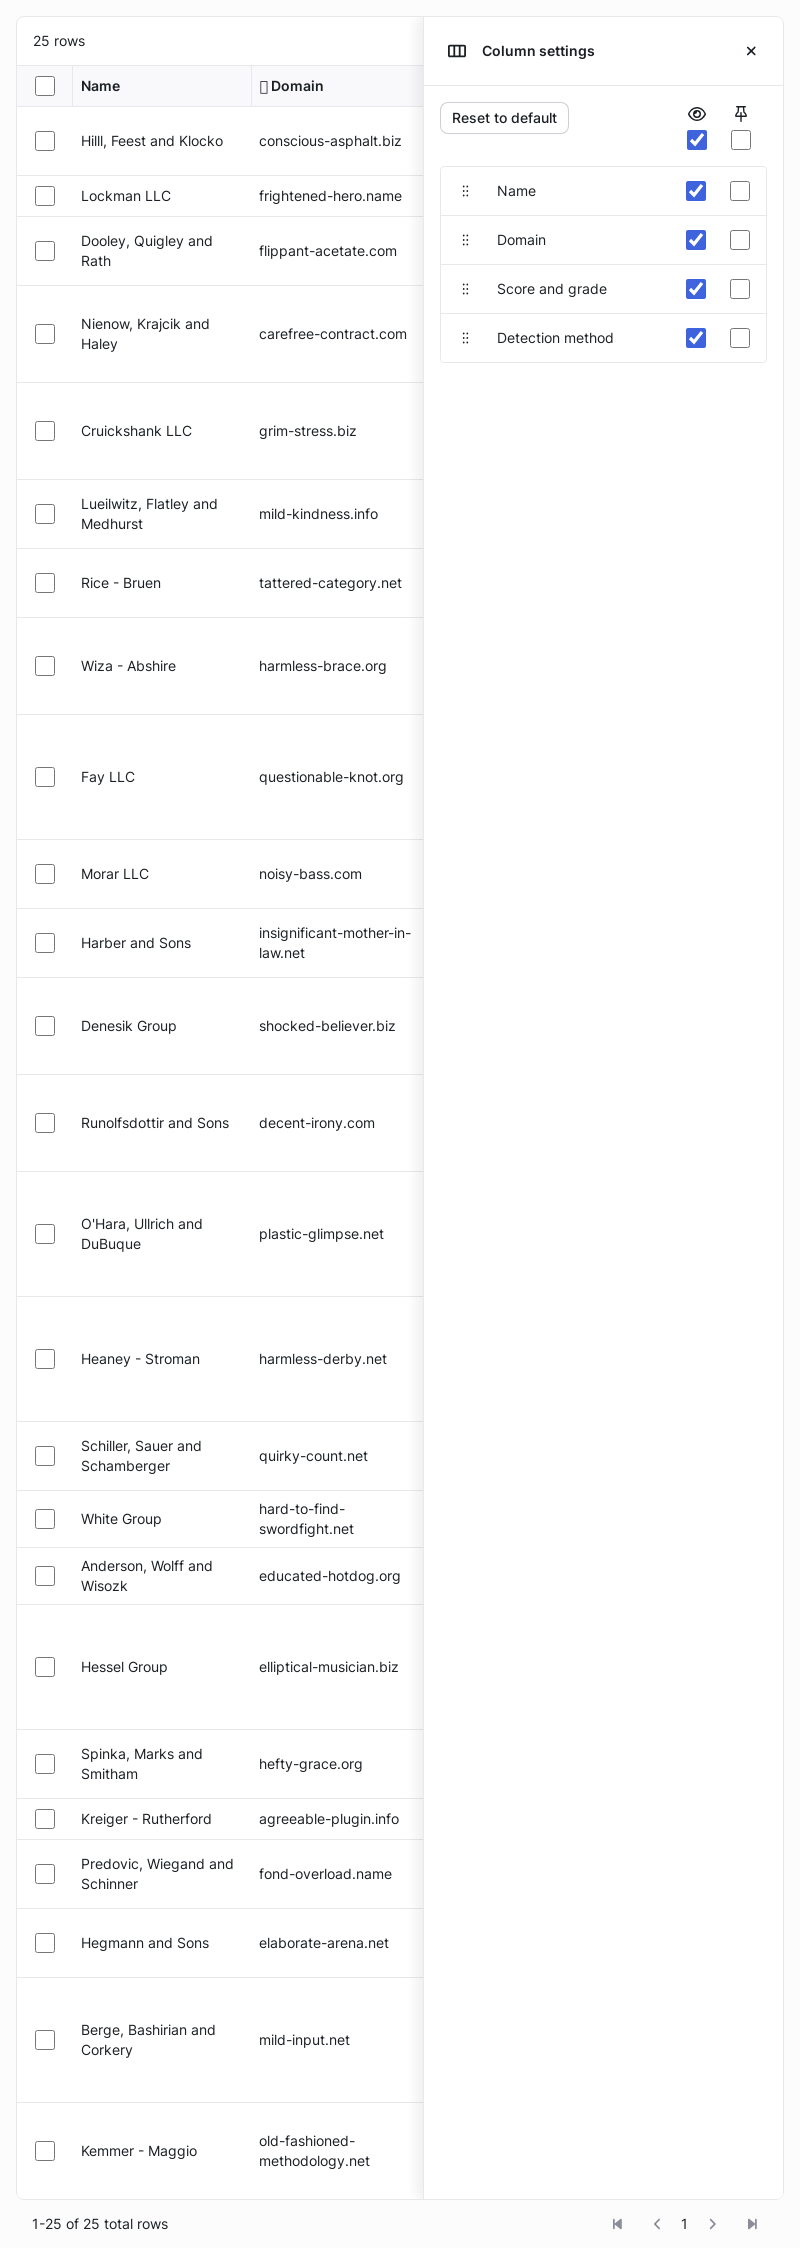 25 rows
Column settings
Name
Domain
Reset to default
Name
Domain
Score and grade
Detection method
Hilll, Feest and Klocko
conscious-asphalt.biz
Lockman LLC
frightened-hero.name
Dooley, Quigley and
Rath
flippant-acetate.com
Nienow, Krajcik and
Haley
carefree-contract.com
Cruickshank LLC
grim-stress.biz
Lueilwitz, Flatley and
Medhurst
mild-kindness.info
Rice - Bruen
tattered-category.net
Wiza - Abshire
harmless-brace.org
Fay LLC
questionable-knot.org
Morar LLC
noisy-bass.com
Harber and Sons
insignificant-mother-in-
law.net
Denesik Group
shocked-believer.biz
Runolfsdottir and Sons
decent-irony.com
O'Hara, Ullrich and
DuBuque
plastic-glimpse.net
Heaney - Stroman
harmless-derby.net
Schiller, Sauer and
Schamberger
quirky-count.net
White Group
hard-to-find-
swordfight.net
Anderson, Wolff and
Wisozk
educated-hotdog.org
Hessel Group
elliptical-musician.biz
Spinka, Marks and
Smitham
hefty-grace.org
Kreiger - Rutherford
agreeable-plugin.info
Predovic, Wiegand and
Schinner
fond-overload.name
Hegmann and Sons
elaborate-arena.net
Berge, Bashirian and
Corkery
mild-input.net
Kemmer - Maggio
old-fashioned-
methodology.net
1-25 of 25 total rows
1